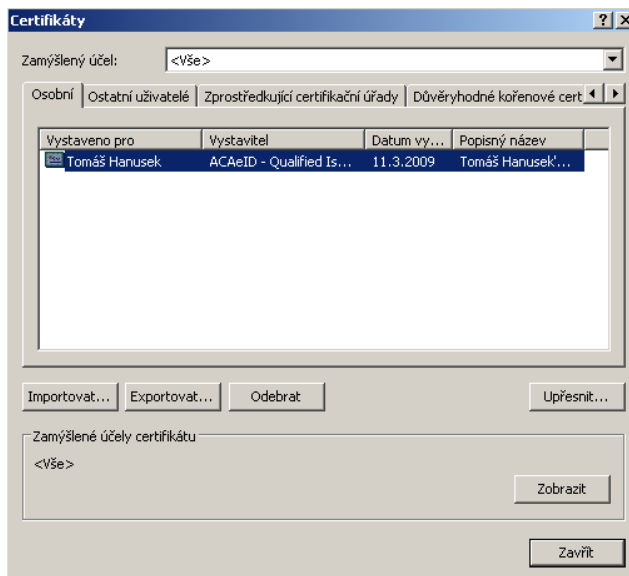 Certifikáty
Zamýšlený účel: <Vše>
Osobní Ostatní uživatelé Zprostředkující certifikační úřady Důvěryhodné kořenové cert
Vystaveno pro Vystavitel Datum vy... Popisný název
Tomáš Hanusek ACAeID - Qualified Is... 11.3.2009 Tomáš Hanusek'...
Importovat... Exportovat... Odebrat Upřesnit...
Zamýšlené účely certifikátu
<Vše>
Zobrazit
Zavřít